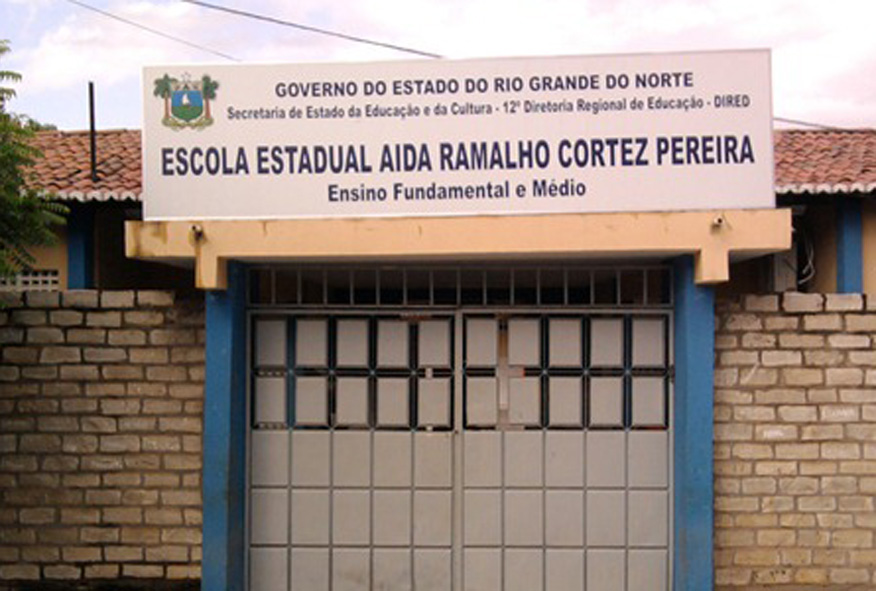 GOVERNO DO ESTADO DO RIO GRANDE DO NORTE
Secretaria de Estado da Educação e da Cultura - 12ª Diretoria Regional de Educação - DIRED
ESCOLA ESTADUAL AIDA RAMALHO CORTEZ PEREIRA
Ensino Fundamental e Médio